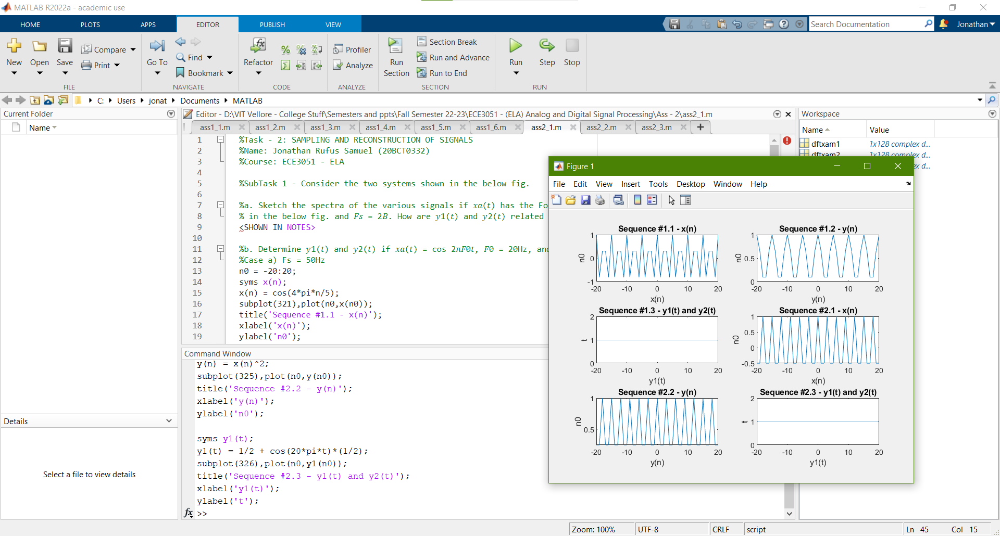 MATLAB R2022a - academic use
HOME PLOTS APPS EDITOR PUBLISH VIEW
Search Documentation
Jonathan
New Open Save
Compare
Print
FILE
Go To
Find
Bookmark
NAVIGATE
Refactor
CODE
Profiler
Analyze
ANALYZE
Run Section
Section Break
Run and Advance
Run to End
SECTION
Run Step Stop
RUN
C: Users jonat Documents MATLAB
Current Folder
Name
Details
Select a file to view details
Editor - D:\VIT Vellore - College Stuff\Semesters and ppts\Fall Semester 22-23\ECE3051 - (ELA) Analog and Digital Signal Processing\Ass - 2\ass2_1.m
ass1_1.m ass1_2.m ass1_3.m ass1_4.m ass1_5.m ass1_6.m ass2_1.m ass2_2.m ass2_3.m
1 %Task - 2: SAMPLING AND RECONSTRUCTION OF SIGNALS
2 %Name: Jonathan Rufus Samuel (20BCT0332)
3 %Course: ECE3051 - ELA
4
5 %SubTask 1 - Consider the two systems shown in the below fig.
6
7 %a. Sketch the spectra of the various signals if xa(t) has the Fo
8 % in the below fig. and Fs = 2B. How are y1(t) and y2(t) related
9 <SHOWN IN NOTES>
10
11 %b. Determine y1(t) and y2(t) if xa(t) = cos 2πF0t, F0 = 20Hz, and
12 %Case a) Fs = 50Hz
13 n0 = -20:20;
14 syms x(n);
15 x(n) = cos(4*pi*n/5);
16 subplot(321),plot(n0,x(n0));
17 title('Sequence #1.1 - x(n)');
18 xlabel('x(n)');
19 ylabel('n0');
Command Window
y(n) = x(n)^2;
subplot(325),plot(n0,y(n0));
title('Sequence #2.2 - y(n)');
xlabel('y(n)');
ylabel('n0');
syms y1(t);
y1(t) = 1/2 + cos(20*pi*t)*(1/2);
subplot(326),plot(n0,y1(n0));
title('Sequence #2.3 - y1(t) and y2(t)');
xlabel('y1(t)');
ylabel('t');
fx >>
Workspace
Name Value
dftxam1 1x128 complex d...
dftxam2 1x128 complex d...
ex d...
Figure 1
File Edit View Insert Tools Desktop Window Help
Sequence #1.1 - x(n)
1
0
-1
n0
-20 -10 0 10 20
x(n)
Sequence #1.2 - y(n)
1
0.5
0
n0
-20 -10 0 10 20
y(n)
Sequence #1.3 - y1(t) and y2(t)
2
1
0
t
-20 -10 0 10 20
y1(t)
Sequence #2.1 - x(n)
1
0.5
0
-0.5
n0
-20 -10 0 10 20
x(n)
Sequence #2.2 - y(n)
1
0.5
n0
-20 -10 0 10 20
y(n)
Sequence #2.3 - y1(t) and y2(t)
2
1
0
t
-20 -10 0 10 20
y1(t)
Zoom: 100% UTF-8 CRLF script Ln 45 Col 15